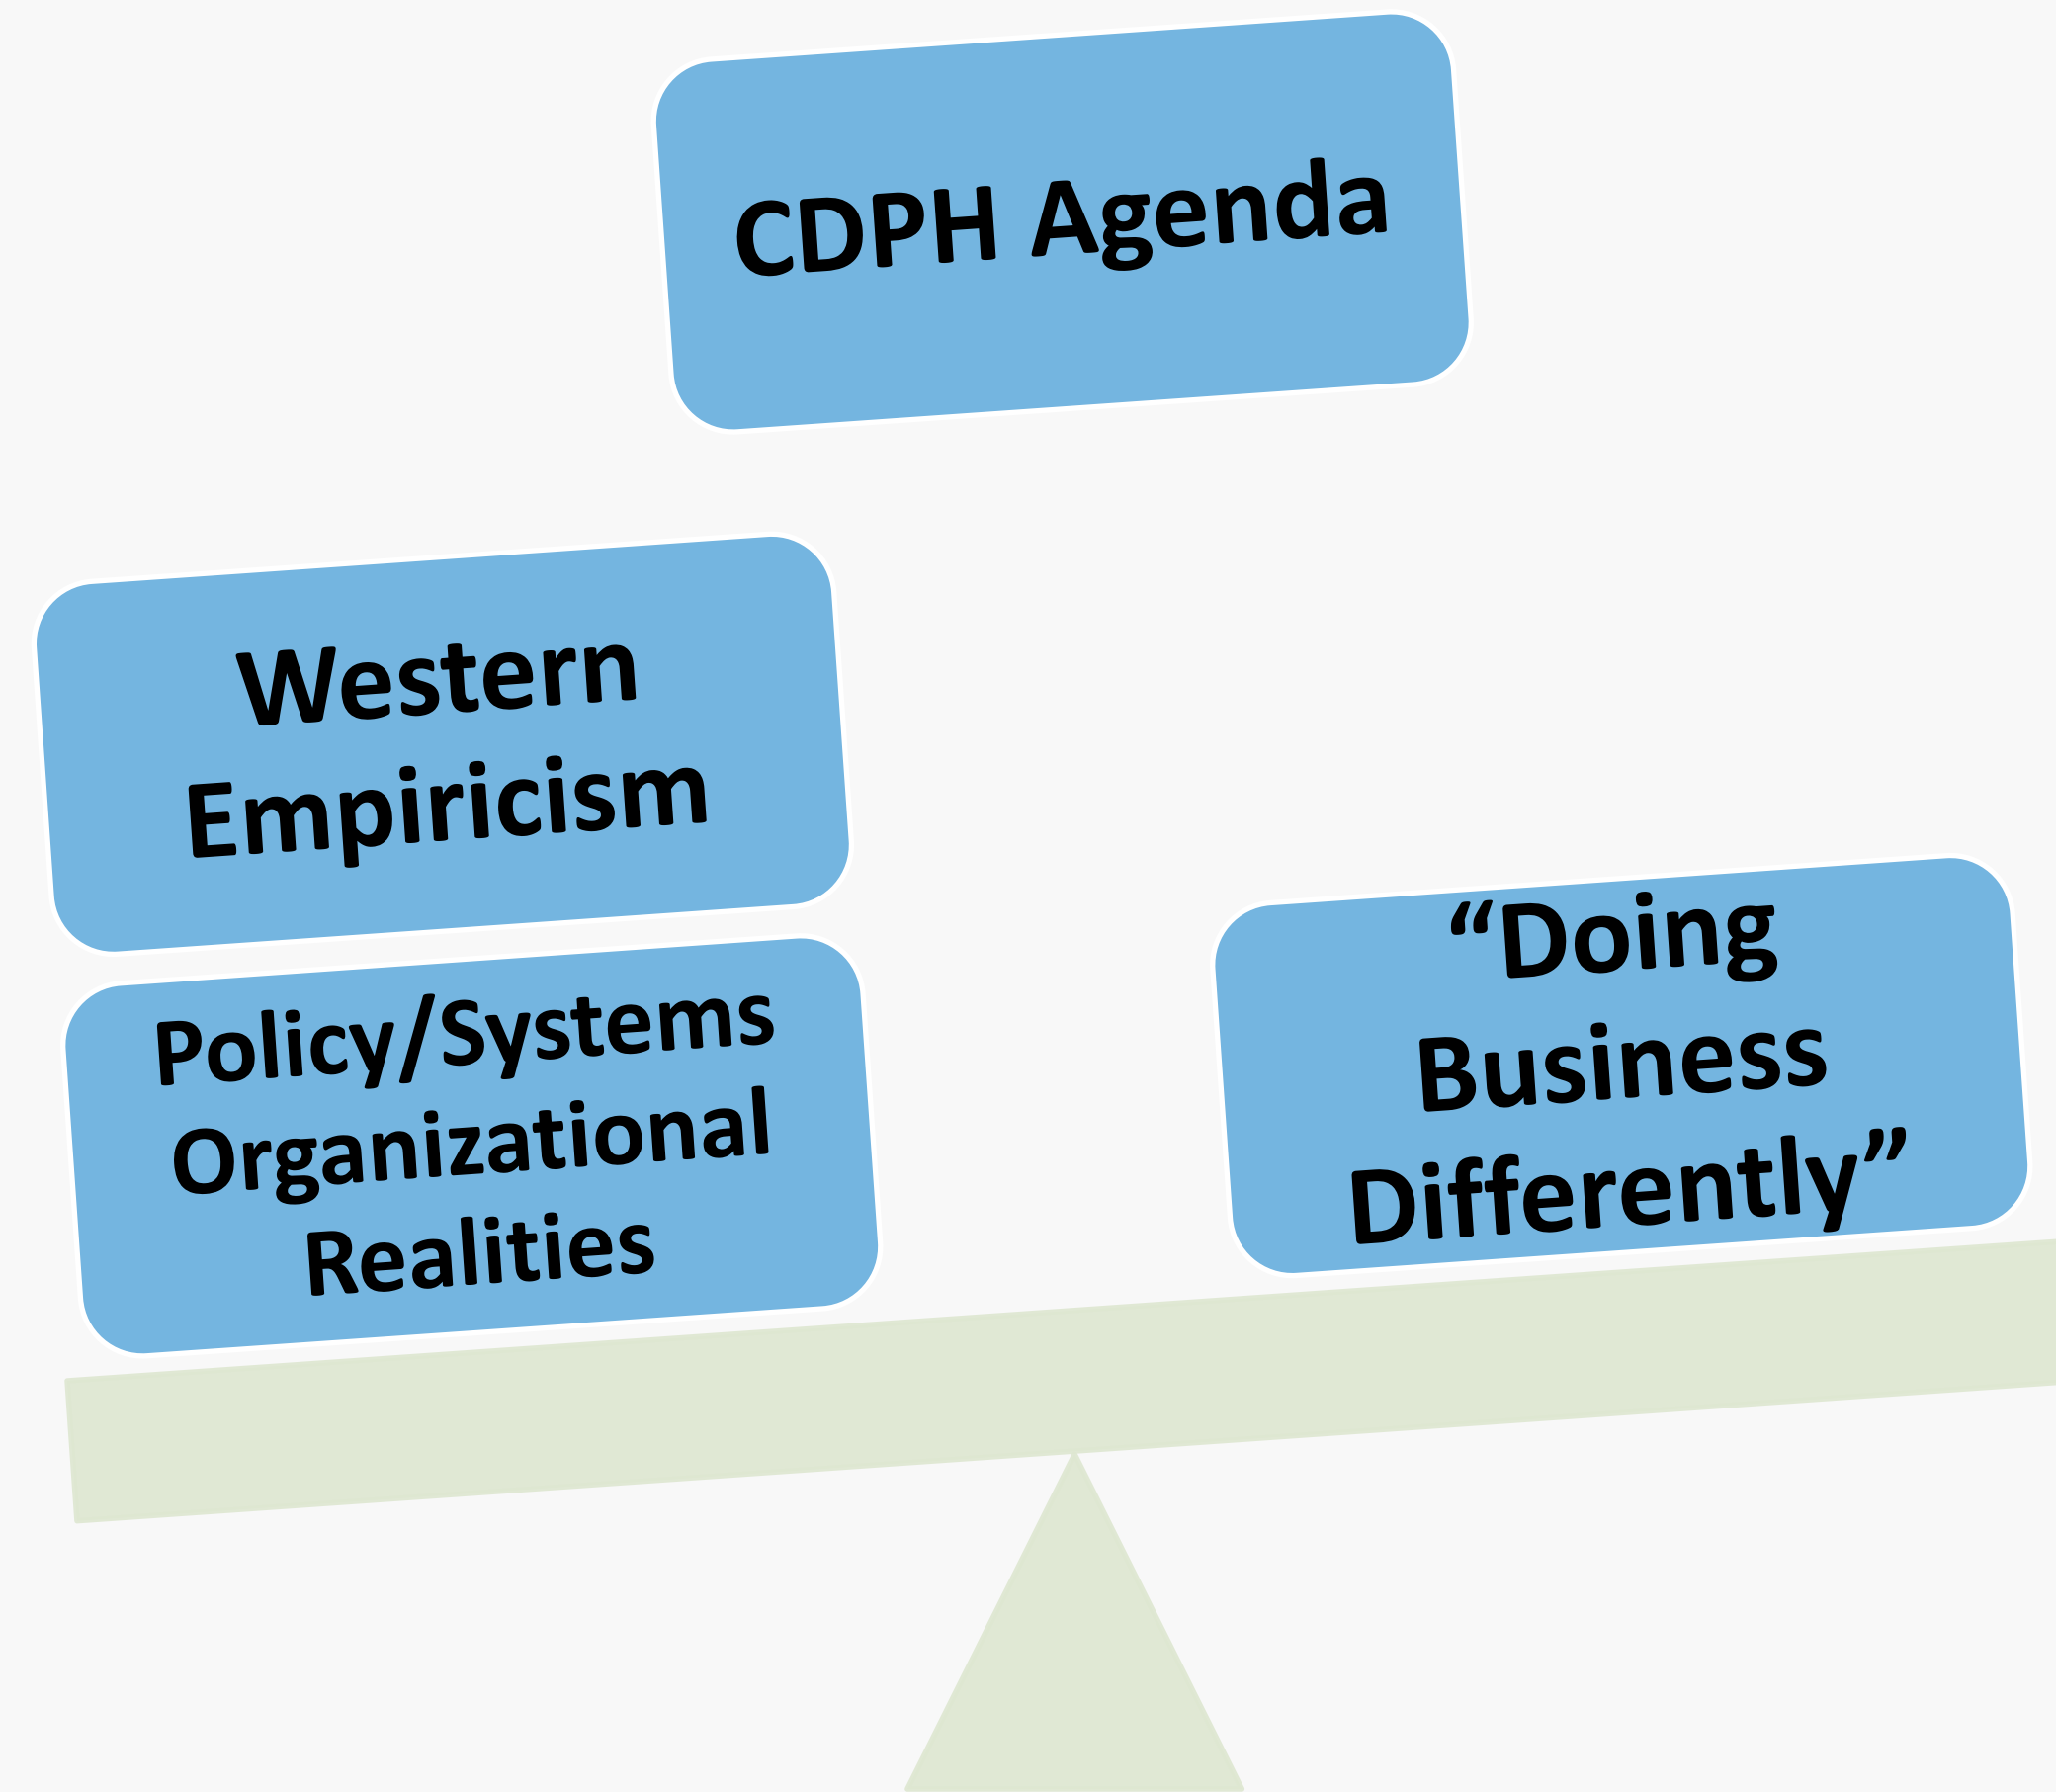 CDPH Agenda
Western
Empiricism
Policy/Systems
Organizational
Realities
“Doing
Business
Differently”